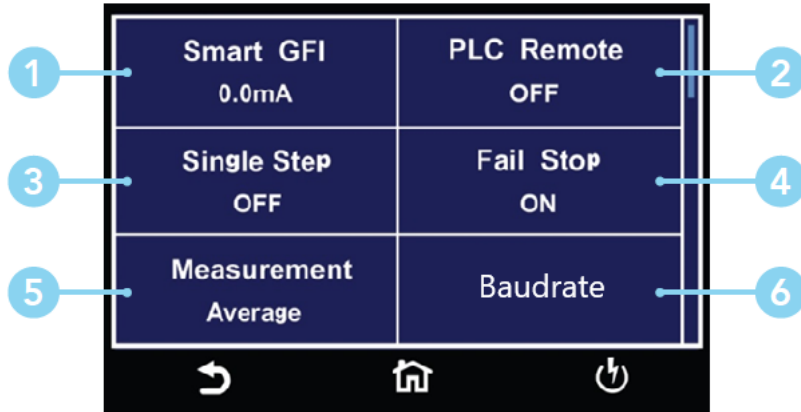 1
Smart GFI
0.0mA
PLC Remote
OFF
2
3
Single Step
OFF
Fail Stop
ON
4
5
Measurement
Average
Baudrate
6